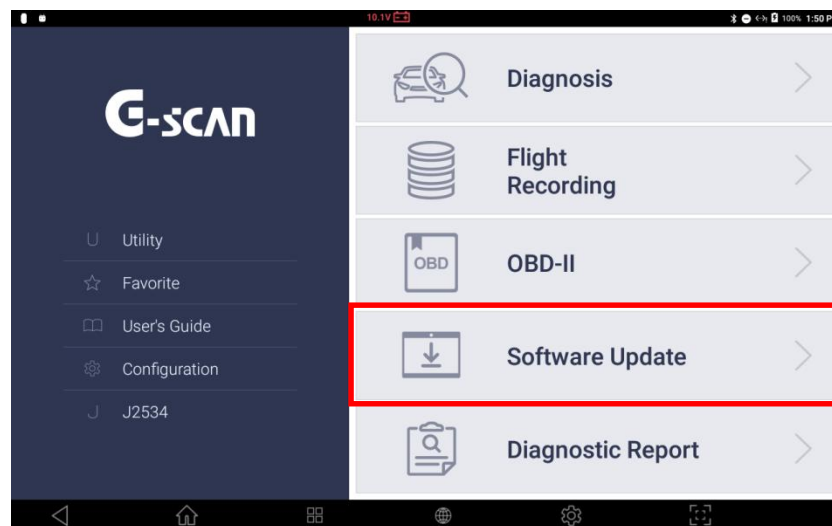 10.1V
100% 1:50 P
G-scan
Utility
Favorite
User's Guide
Configuration
J2534
Diagnosis
Flight
Recording
OBD
OBD-II
Software Update
Diagnostic Report